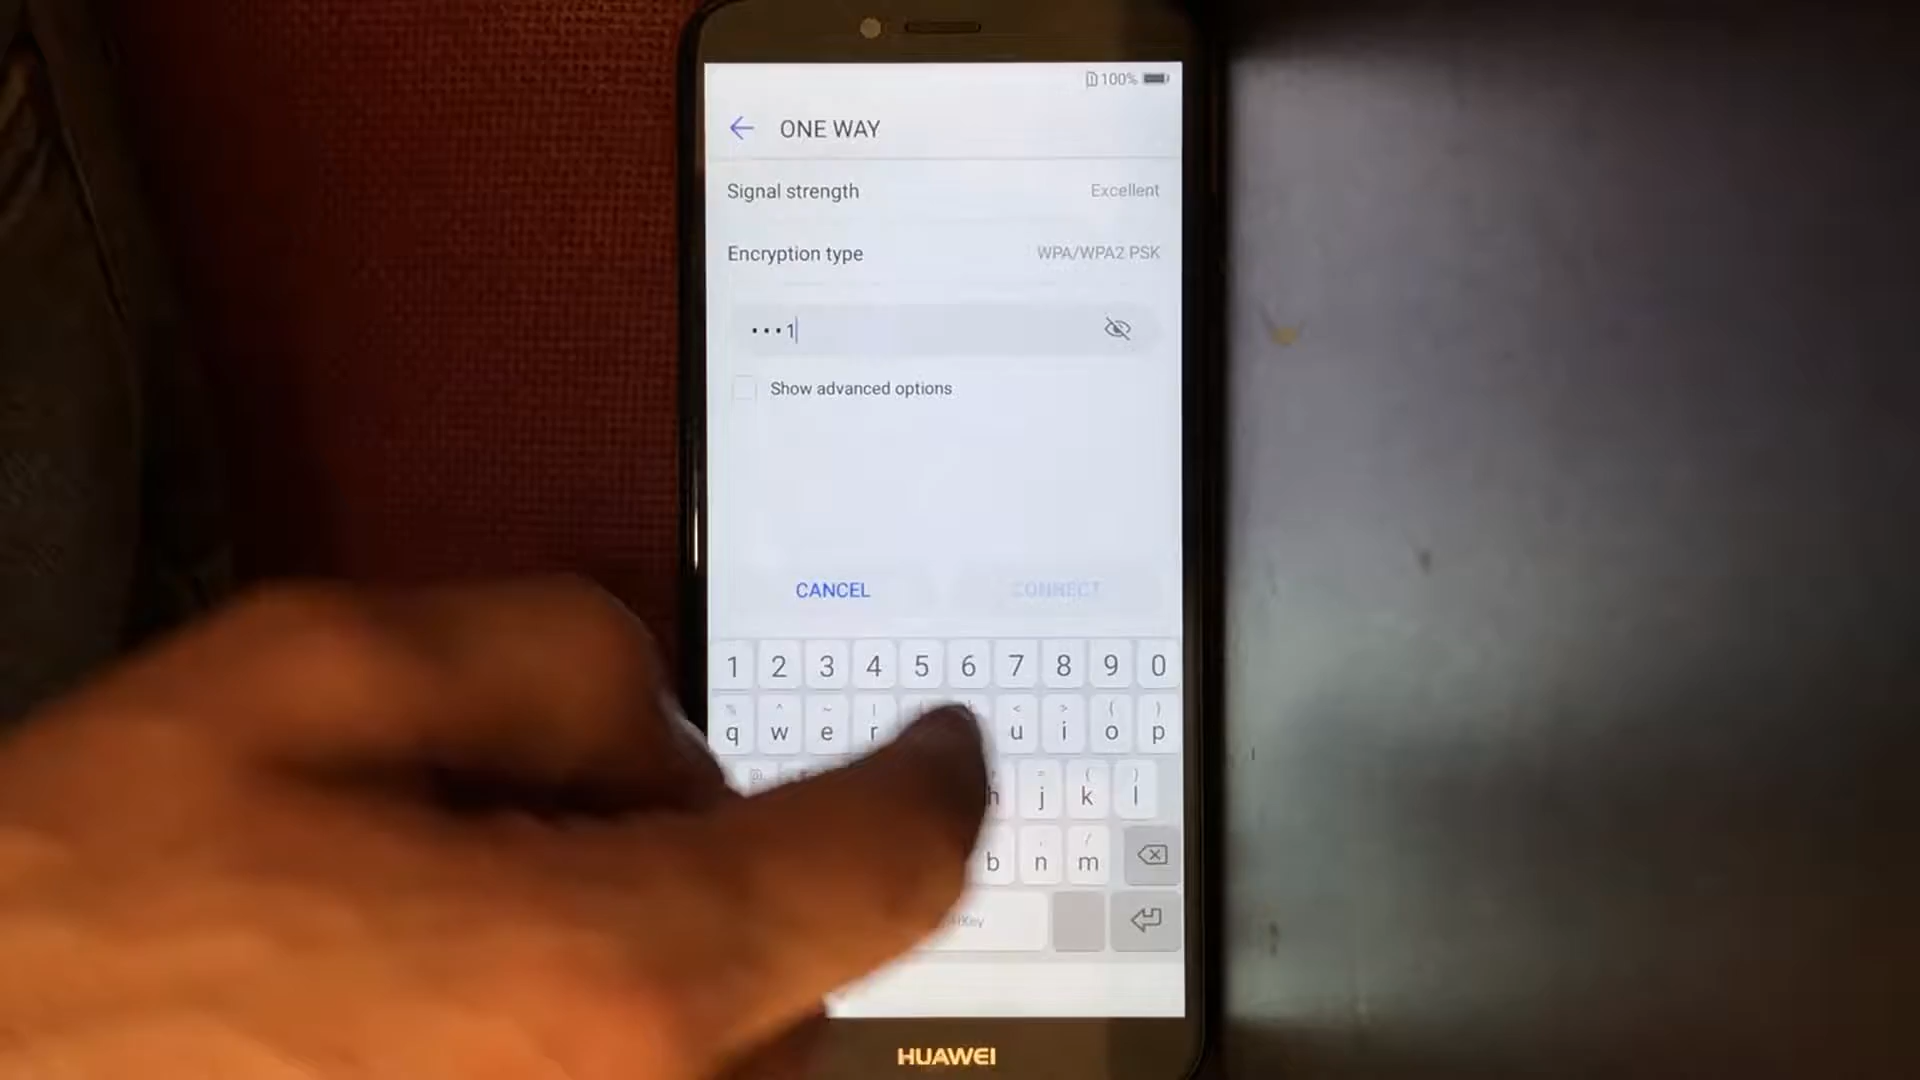 100%
ONE WAY
Signal strength Excellent
Encryption type WPA/WPA2 PSK
•••1
Show advanced options
CANCEL CONNECT
1 2 3 4 5 6 7 8 9 0
% ^ ~ | < > { }
q w e r u i o p
@ = ( )
h j k l
/
b n m
HUAWEI